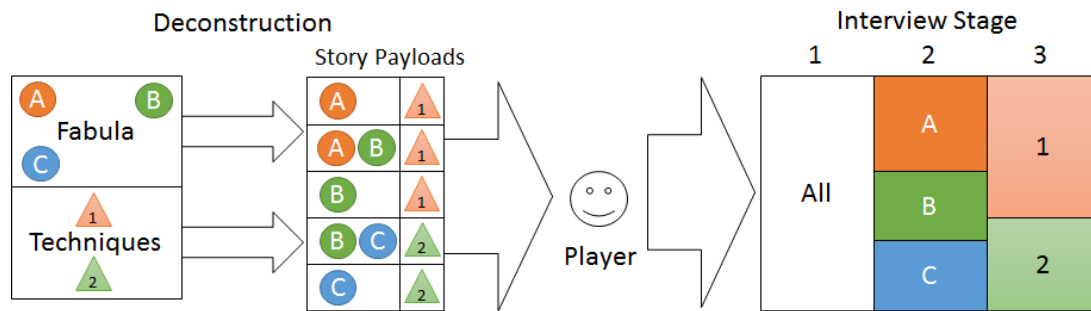 Deconstruction
Interview Stage
Story Payloads
1 2 3
A B
Fabula
C
1
Techniques
2
A 1
A B 1
B 1
B C 2
C 2
Player
All
A
B
C
1
2